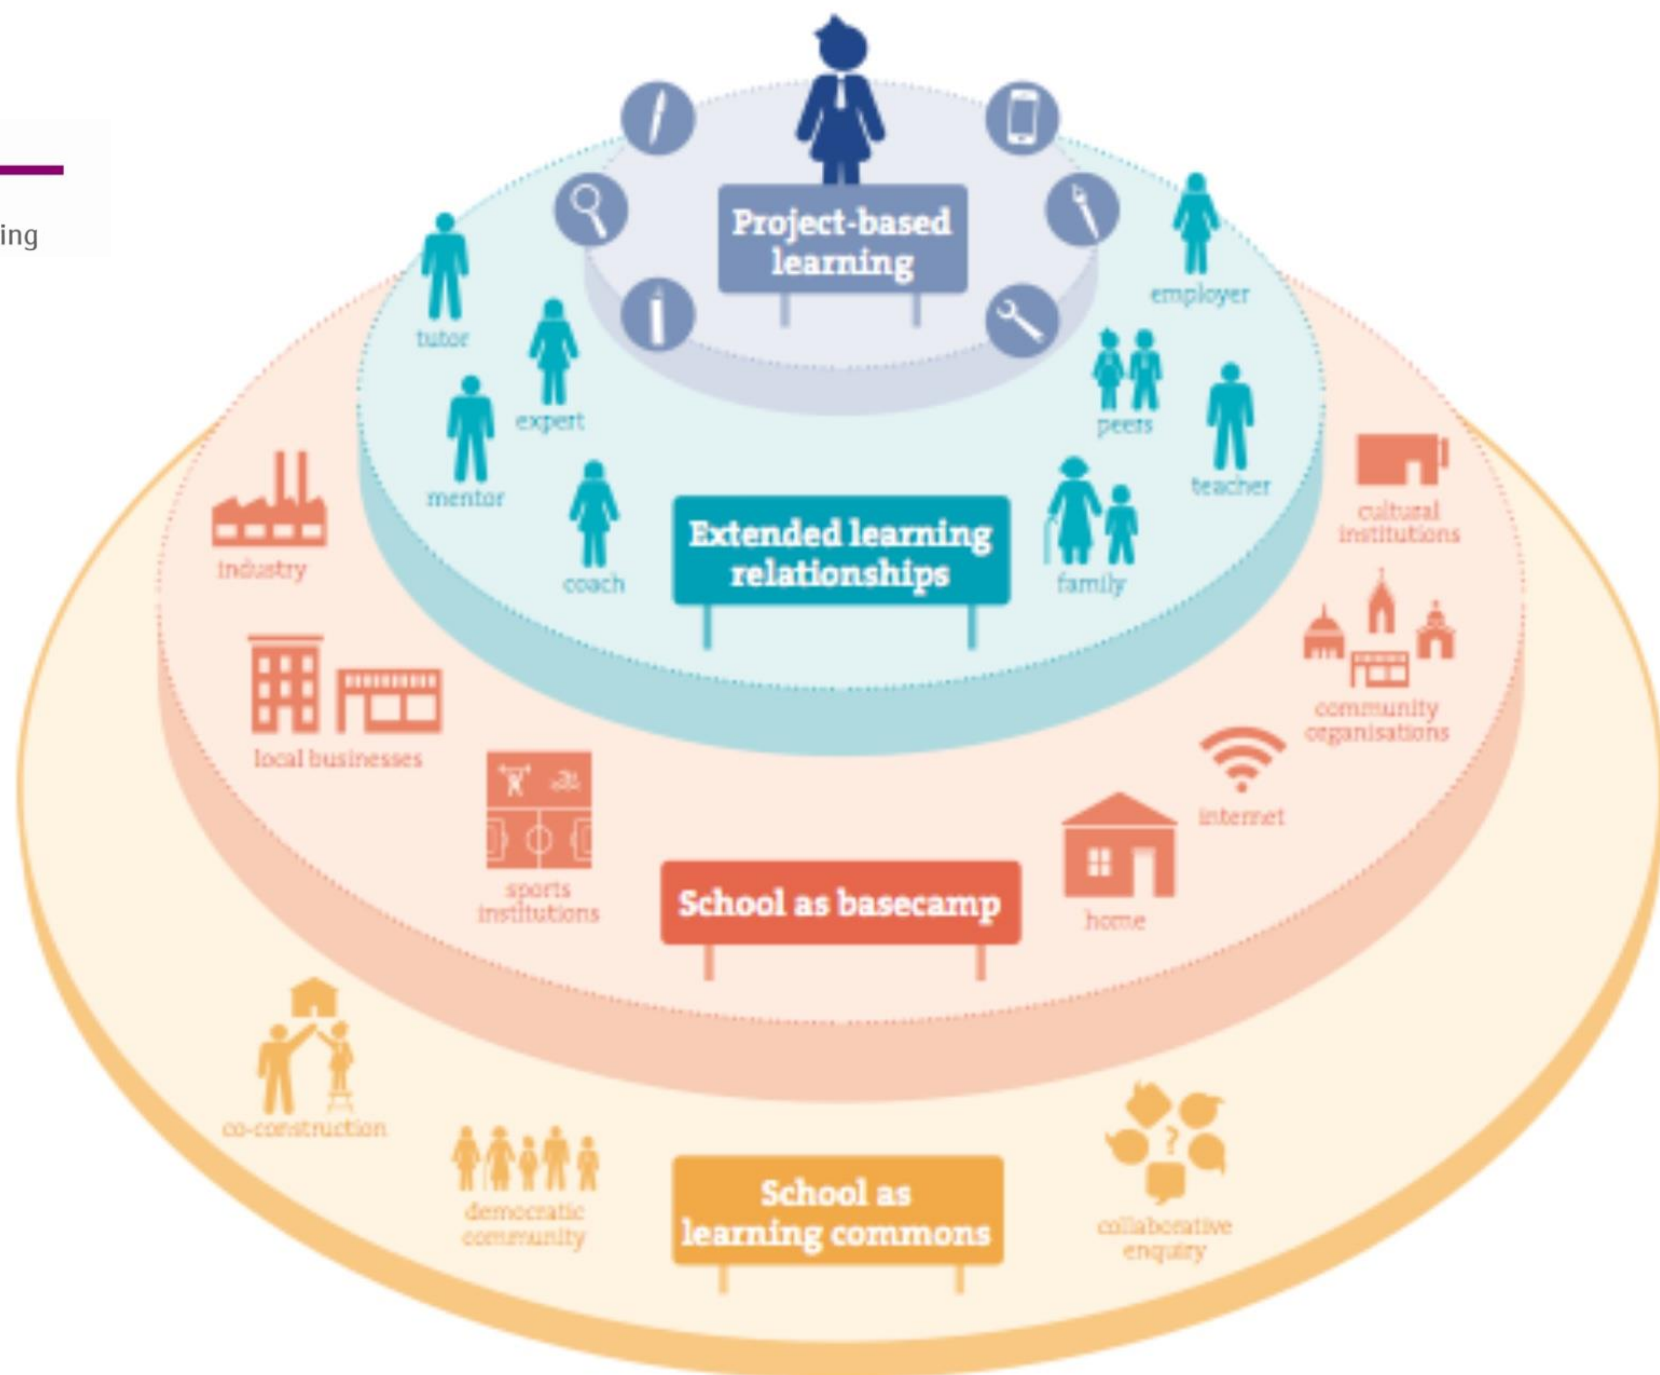 ing
Project-based
learning
tutor
expert
mentor
coach
employer
peers
teacher
family
Extended learning
relationships
industry
local businesses
sports
institutions
cultural
institutions
community
organisations
internet
home
School as basecamp
co-construction
democratic
community
collaborative
enquiry
School as
learning commons